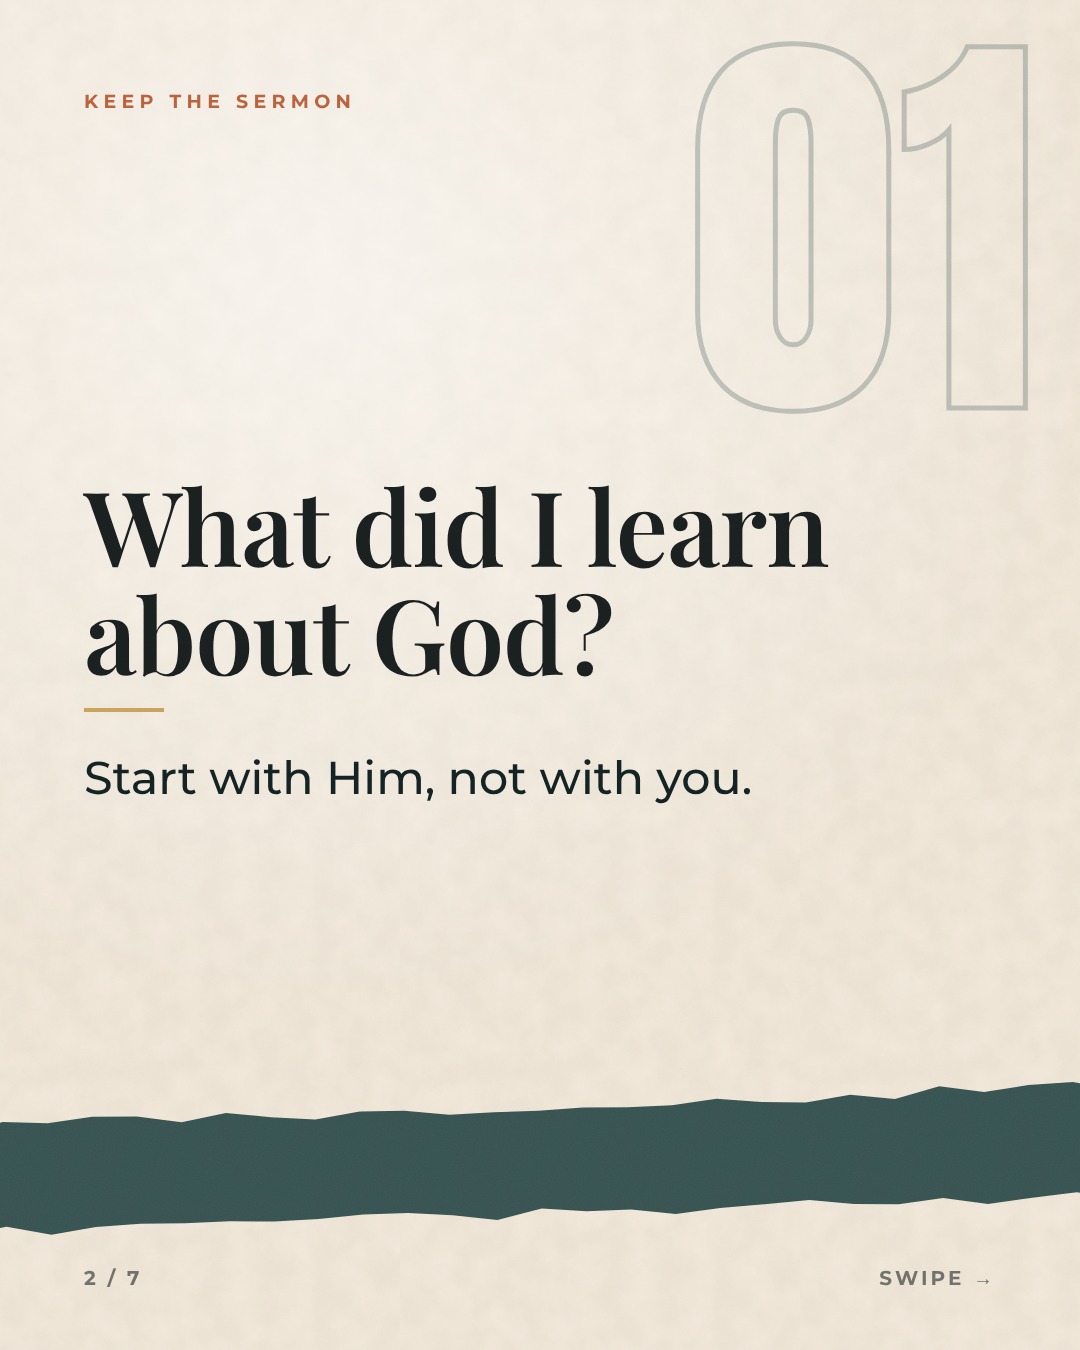 KEEP THE SERMON
01
What did I learn
about God?
Start with Him, not with you.
2 / 7
SWIPE →